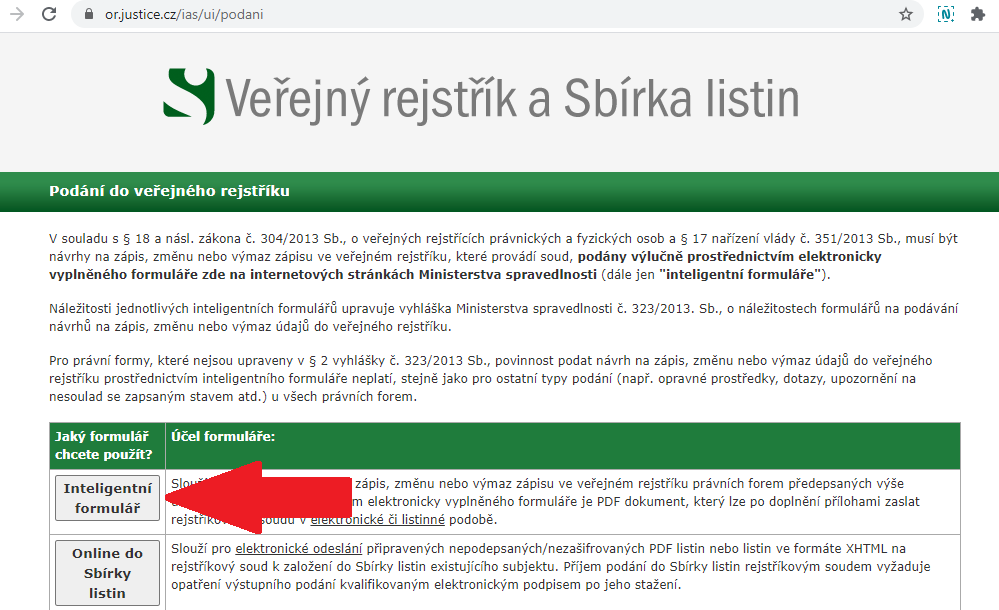 or.justice.cz/ias/ui/podani
Veřejný rejstřík a Sbírka listin
Podání do veřejného rejstříku
V souladu s § 18 a násl. zákona č. 304/2013 Sb., o veřejných rejstřících právnických a fyzických osob a § 17 nařízení vlády č. 351/2013 Sb., musí být
návrhy na zápis, změnu nebo výmaz zápisu ve veřejném rejstříku, které provádí soud, podány výlučně prostřednictvím elektronicky
vyplněného formuláře zde na internetových stránkách Ministerstva spravedlnosti (dále jen "inteligentní formuláře").
Náležitosti jednotlivých inteligentních formulářů upravuje vyhláška Ministerstva spravedlnosti č. 323/2013. Sb., o náležitostech formulářů na podávání
návrhů na zápis, změnu nebo výmaz údajů do veřejného rejstříku.
Pro právní formy, které nejsou upraveny v § 2 vyhlášky č. 323/2013 Sb., povinnost podat návrh na zápis, změnu nebo výmaz údajů do veřejného
rejstříku prostřednictvím inteligentního formuláře neplatí, stejně jako pro ostatní typy podání (např. opravné prostředky, dotazy, upozornění na
nesoulad se zapsaným stavem atd.) u všech právních forem.
Jaký formulář
chcete použít?
Účel formuláře:
Inteligentní
formulář
zápis, změnu nebo výmaz zápisu ve veřejném rejstříku právních forem předepsaných výše
elektronicky vyplněného formuláře je PDF dokument, který lze po doplnění přílohami zaslat
soudu v elektronické či listinné podobě.
Online do
Sbírky
listin
Slouží pro elektronické odeslání připravených nepodepsaných/nezašifrovaných PDF listin nebo listin ve formáte XHTML na
rejstříkový soud k založení do Sbírky listin existujícího subjektu. Příjem podání do Sbírky listin rejstříkovým soudem vyžaduje
opatření výstupního podání kvalifikovaným elektronickým podpisem po jeho stažení.